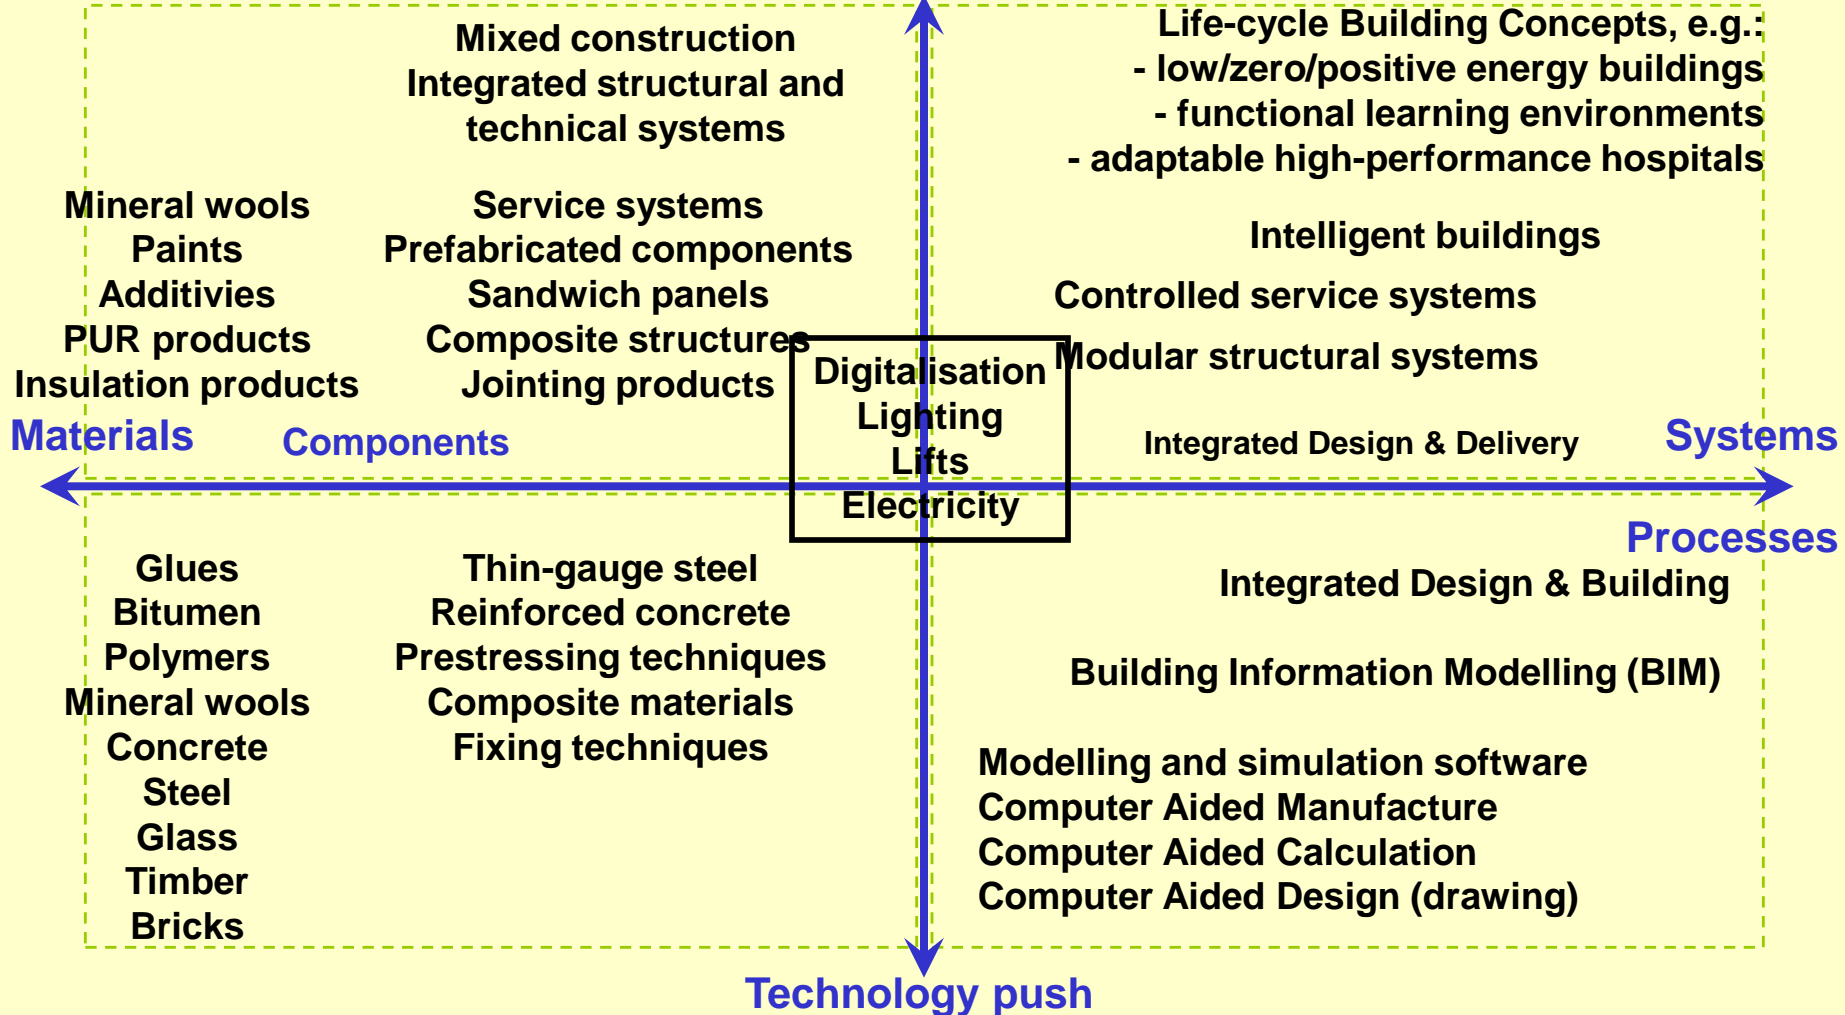 Mixed construction
Integrated structural and
technical systems
Life-cycle Building Concepts, e.g.:
- low/zero/positive energy buildings
- functional learning environments
- adaptable high-performance hospitals
Mineral wools
Paints
Additivies
PUR products
Insulation products
Service systems
Prefabricated components
Sandwich panels
Composite structures
Jointing products
Intelligent buildings
Controlled service systems
Modular structural systems
Digitalisation
Lighting
Lifts
Electricity
Materials
Components
Integrated Design & Delivery
Systems
Processes
Glues
Bitumen
Polymers
Mineral wools
Concrete
Steel
Glass
Timber
Bricks
Thin-gauge steel
Reinforced concrete
Prestressing techniques
Composite materials
Fixing techniques
Integrated Design & Building
Building Information Modelling (BIM)
Modelling and simulation software
Computer Aided Manufacture
Computer Aided Calculation
Computer Aided Design (drawing)
Technology push